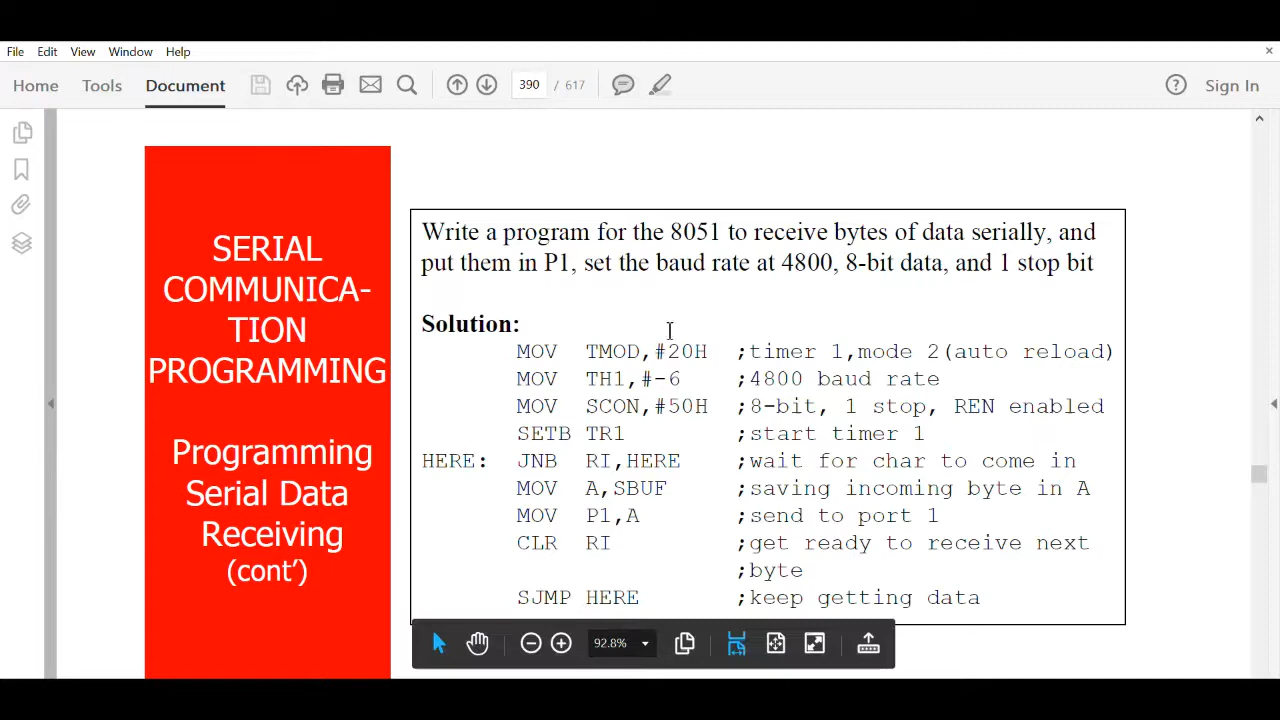 File Edit View Window Help
Home Tools Document 390 / 617 Sign In
SERIAL
COMMUNICA-
TION
PROGRAMMING
Programming
Serial Data
Receiving
(cont’)
Write a program for the 8051 to receive bytes of data serially, and
put them in P1, set the baud rate at 4800, 8-bit data, and 1 stop bit
Solution:
MOV TMOD,#20H ;timer 1,mode 2(auto reload)
MOV TH1,#-6 ;4800 baud rate
MOV SCON,#50H ;8-bit, 1 stop, REN enabled
SETB TR1 ;start timer 1
HERE: JNB RI,HERE ;wait for char to come in
MOV A,SBUF ;saving incoming byte in A
MOV P1,A ;send to port 1
CLR RI ;get ready to receive next
;byte
SJMP HERE ;keep getting data
92.8%